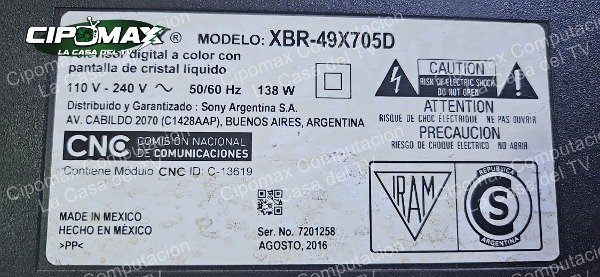 CIPOMAX
LA CASA DEL TV
® MODELO: XBR-49X705D
Televisor digital a color con
pantalla de cristal líquido
110 V - 240 V ~ 50/60 Hz 138 W
Distribuido y Garantizado : Sony Argentina S.A.
AV. CABILDO 2070 (C1428AAP), BUENOS AIRES, ARGENTINA
CNC COMISIÓN NACIONAL
DE COMUNICACIONES
Contiene Módulo CNC ID: C-13619
MADE IN MEXICO
HECHO EN MÉXICO
>PP<
Ser. No. 7201258
AGOSTO, 2016
CAUTION
RISK OF ELECTRIC SHOCK
DO NOT OPEN
ATTENTION
RISQUE DE CHOC ÉLECTRIQUE NE PAS OUVRIR
PRECAUCION
RIESGO DE CHOQUE ELÉCTRICO NO ABRIR
IRAM
REPUBLICA
S
ARGENTINA
Cipomax Computacion
La Casa del TV